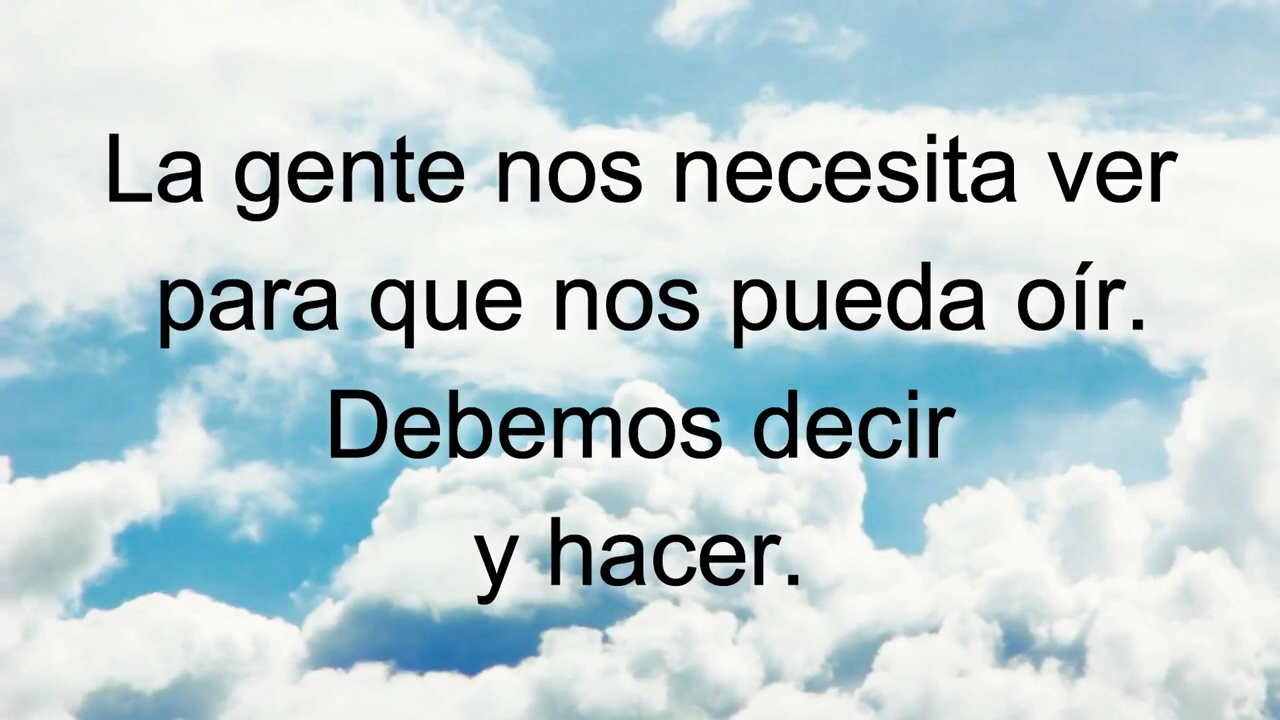 La gente nos necesita ver
para que nos pueda oír.
Debemos decir
y hacer.